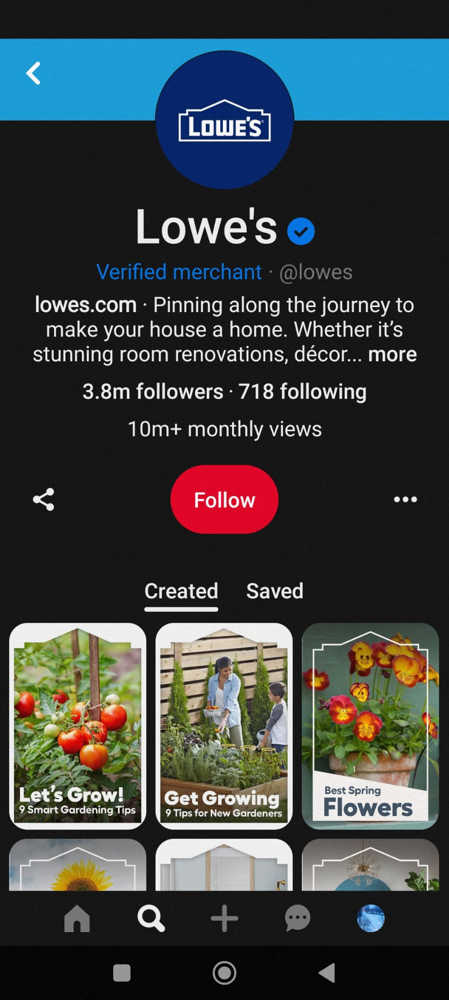 LOWE'S
Lowe's
Verified merchant · @lowes
lowes.com · Pinning along the journey to
make your house a home. Whether it’s
stunning room renovations, décor... more
3.8m followers · 718 following
10m+ monthly views
Follow
Created Saved
Let’s Grow!
9 Smart Gardening Tips
Get Growing
9 Tips for New Gardeners
Best Spring
Flowers